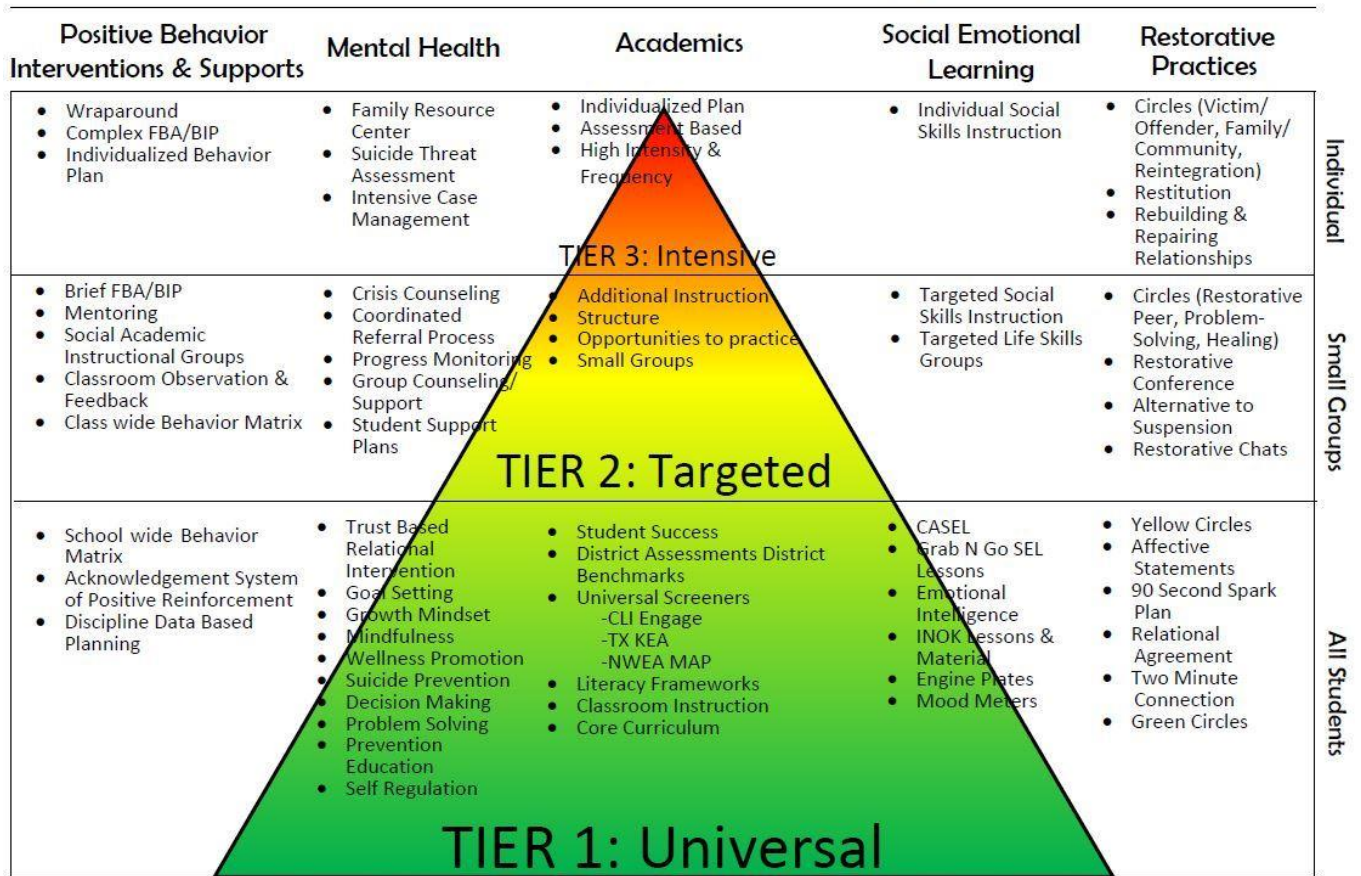 Positive Behavior
Interventions & Supports
Mental Health
Academics
Social Emotional
Learning
Restorative
Practices
• Wraparound
• Complex FBA/BIP
• Individualized Behavior
Plan
• Family Resource
Center
• Suicide Threat
Assessment
• Intensive Case
Management
• Individualized Plan
• Assessment Based
• High Intensity &
Frequency
• Individual Social
Skills Instruction
• Circles (Victim/
Offender, Family/
Community,
Reintegration)
• Restitution
• Rebuilding &
Repairing
Relationships
Individual
TIER 3: Intensive
• Brief FBA/BIP
• Mentoring
• Social Academic
Instructional Groups
• Classroom Observation &
Feedback
• Class wide Behavior Matrix
• Crisis Counseling
• Coordinated
Referral Process
• Progress Monitoring
• Group Counseling/
Support
• Student Support
Plans
• Additional Instruction
• Structure
• Opportunities to practice
• Small Groups
• Targeted Social
Skills Instruction
• Targeted Life Skills
Groups
• Circles (Restorative
Peer, Problem-
Solving, Healing)
• Restorative
Conference
• Alternative to
Suspension
• Restorative Chats
Small Groups
TIER 2: Targeted
• School wide Behavior
Matrix
• Acknowledgement System
of Positive Reinforcement
• Discipline Data Based
Planning
• Trust Based
Relational
Intervention
• Goal Setting
• Growth Mindset
• Mindfulness
• Wellness Promotion
• Suicide Prevention
• Decision Making
• Problem Solving
• Prevention
Education
• Self Regulation
• Student Success
• District Assessments District
Benchmarks
• Universal Screeners
-CLI Engage
-TX KEA
-NWEA MAP
• Literacy Frameworks
• Classroom Instruction
• Core Curriculum
• CASEL
• Grab N Go SEL
Lessons
• Emotional
Intelligence
• INOK Lessons &
Material
• Engine Plates
• Mood Meters
• Yellow Circles
• Affective
Statements
• 90 Second Spark
Plan
• Relational
Agreement
• Two Minute
Connection
• Green Circles
All Students
TIER 1: Universal